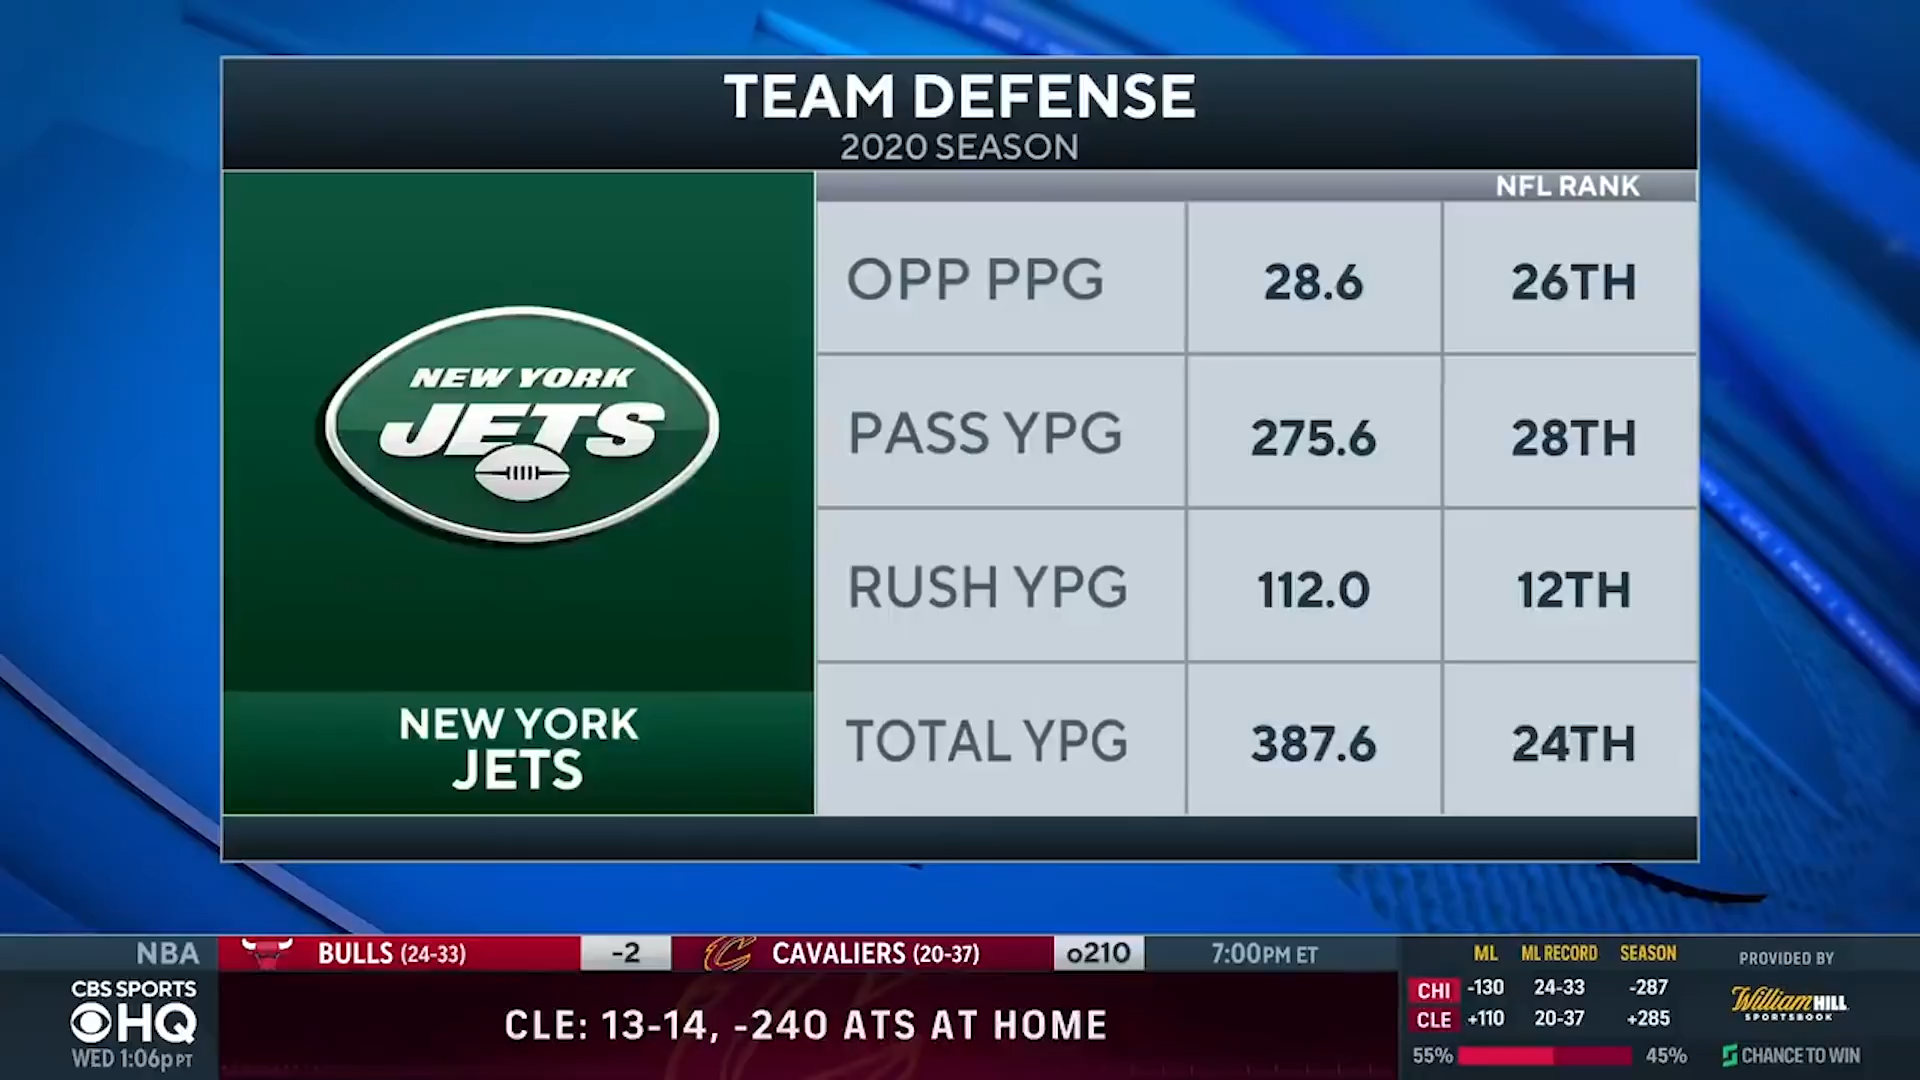 TEAM DEFENSE
2020 SEASON
NFL RANK
NEW YORK
JETS
NEW YORK
JETS
OPP PPG 28.6 26TH
PASS YPG 275.6 28TH
RUSH YPG 112.0 12TH
TOTAL YPG 387.6 24TH
NBA BULLS (24-33) -2 CAVALIERS (20-37) o210 7:00PM ET
CBS SPORTS
HQ
WED 1:06p PT
CLE: 13-14, -240 ATS AT HOME
ML ML RECORD SEASON
CHI -130 24-33 -287
CLE +110 20-37 +285
55% 45%
PROVIDED BY
William HILL
SPORTSBOOK
CHANCE TO WIN